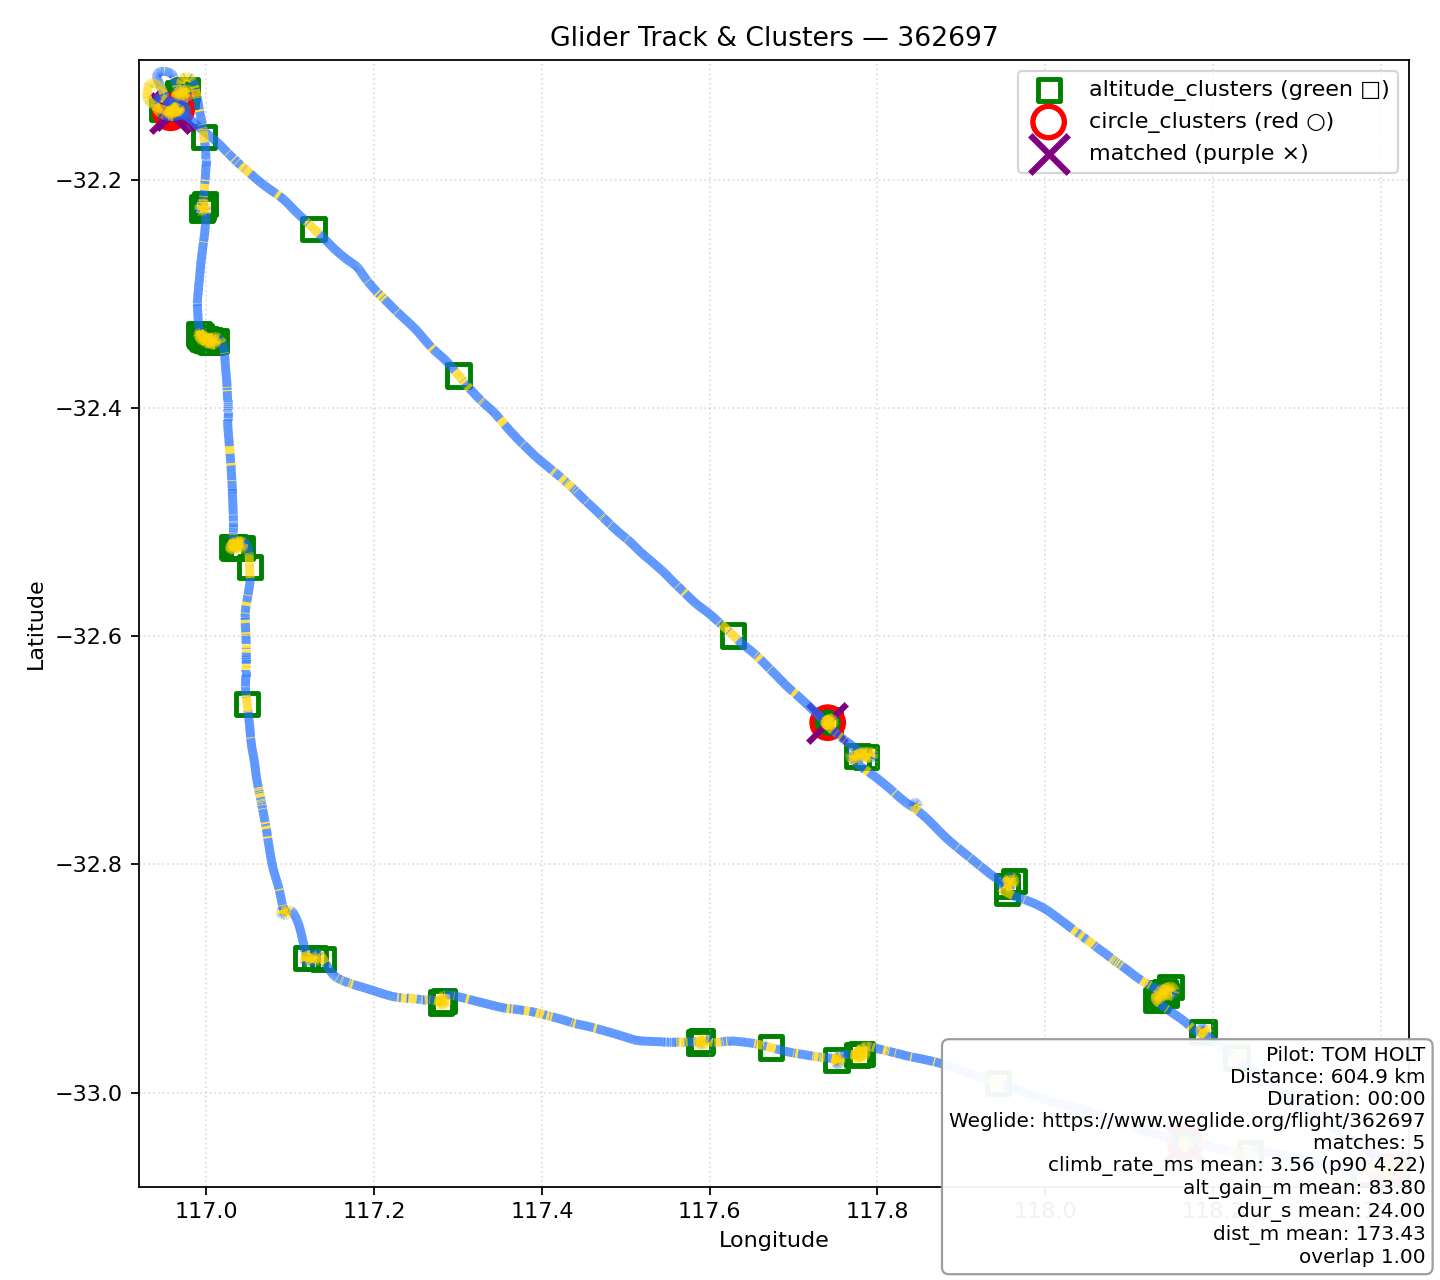 Glider Track & Clusters — 362697
altitude_clusters (green □)
circle_clusters (red ○)
matched (purple ×)
Latitude
−32.2
−32.4
−32.6
−32.8
−33.0
117.0
117.2
117.4
117.6
117.8
118.0
Longitude
Pilot: TOM HOLT
Distance: 604.9 km
Duration: 00:00
Weglide: https://www.weglide.org/flight/362697
matches: 5
climb_rate_ms mean: 3.56 (p90 4.22)
alt_gain_m mean: 83.80
dur_s mean: 24.00
dist_m mean: 173.43
overlap 1.00